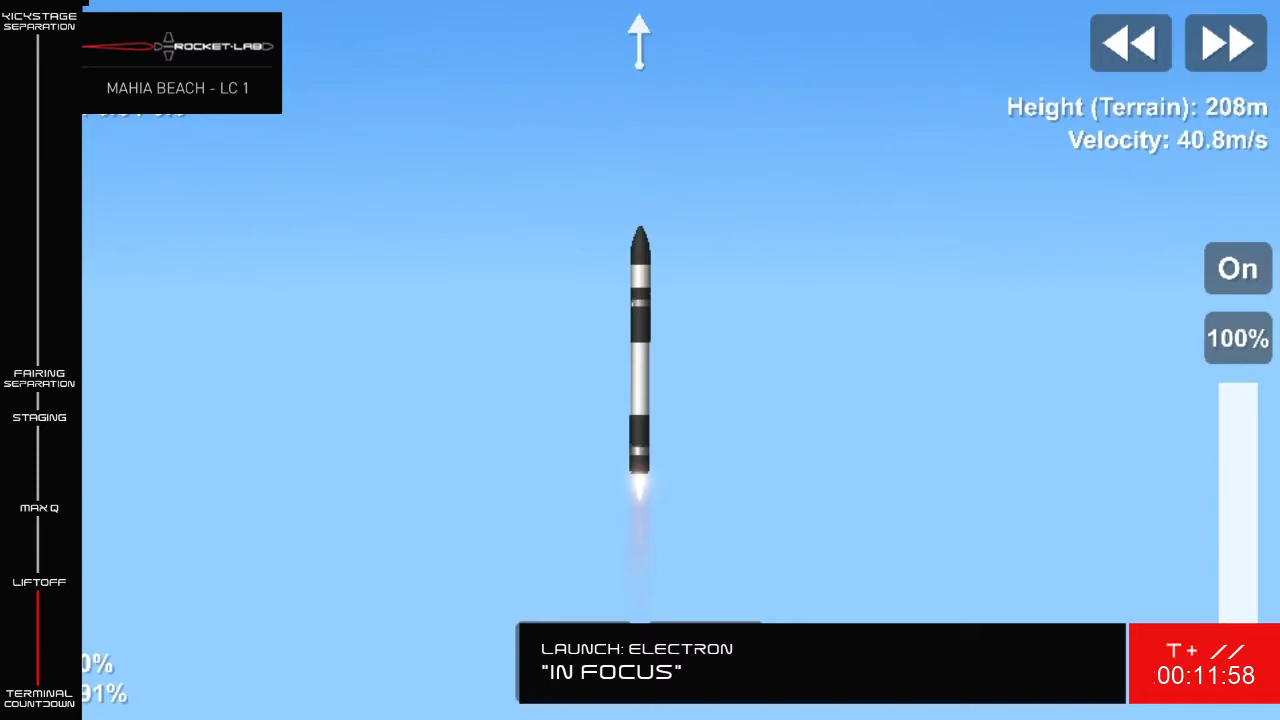 KICKSTAGE
SEPARATION
ROCKET-LAB
MAHIA BEACH - LC 1
Height (Terrain): 208m
Velocity: 40.8m/s
On
100%
FAIRING
SEPARATION
STAGING
MAX Q
LIFTOFF
TERMINAL
COUNTDOWN
0%
91%
LAUNCH: ELECTRON
"IN FOCUS"
T+ //
00:11:58